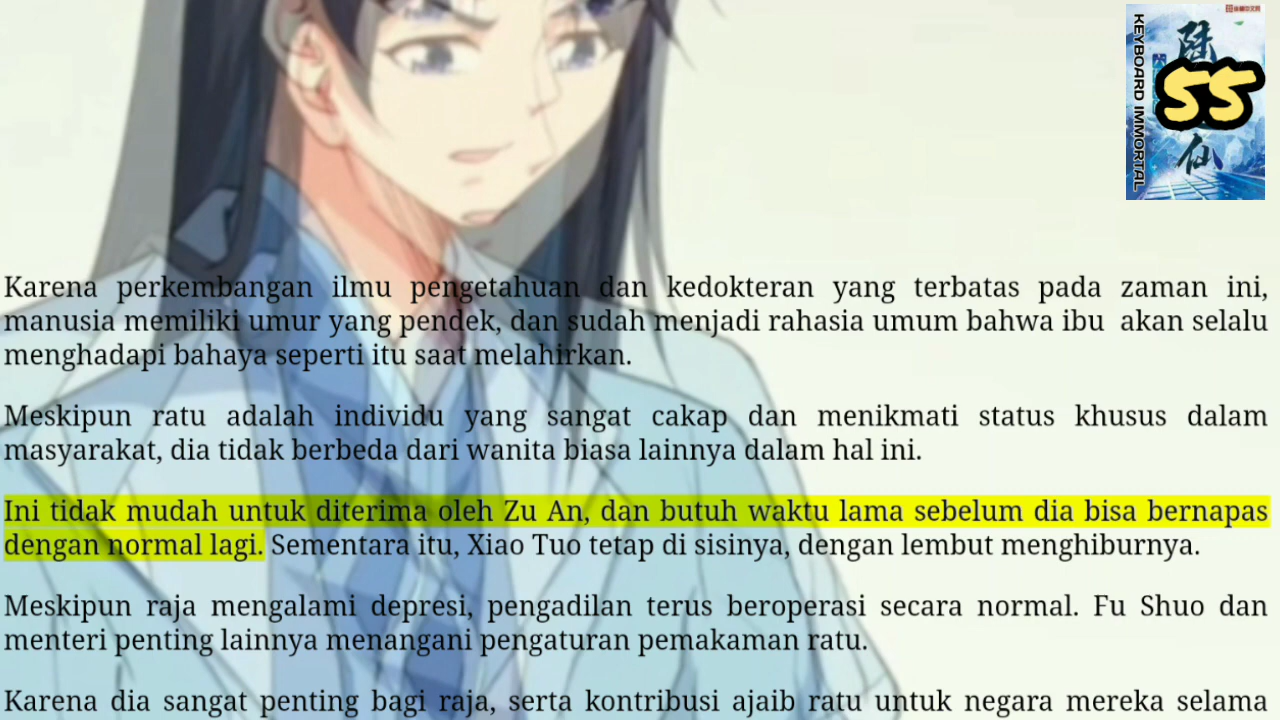 KEYBOARD IMMORTAL
陆
仙
55
Karena perkembangan ilmu pengetahuan dan kedokteran yang terbatas pada zaman ini,
manusia memiliki umur yang pendek, dan sudah menjadi rahasia umum bahwa ibu akan selalu
menghadapi bahaya seperti itu saat melahirkan.
Meskipun ratu adalah individu yang sangat cakap dan menikmati status khusus dalam
masyarakat, dia tidak berbeda dari wanita biasa lainnya dalam hal ini.
Ini tidak mudah untuk diterima oleh Zu An, dan butuh waktu lama sebelum dia bisa bernapas
dengan normal lagi. Sementara itu, Xiao Tuo tetap di sisinya, dengan lembut menghiburnya.
Meskipun raja mengalami depresi, pengadilan terus beroperasi secara normal. Fu Shuo dan
menteri penting lainnya menangani pengaturan pemakaman ratu.
Karena dia sangat penting bagi raja, serta kontribusi ajaib ratu untuk negara mereka selama